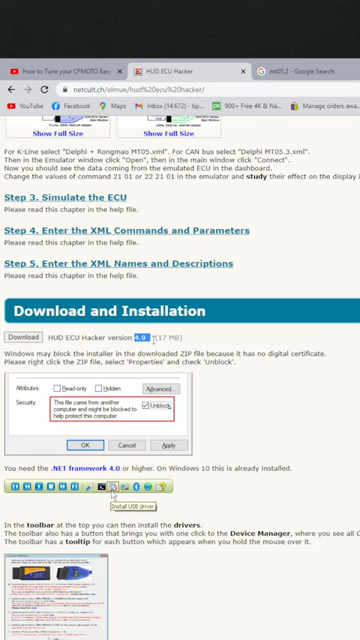 How to Tune your CFMOTO Easy
HUD ECU Hacker
mt05.2 - Google Search
netcult.ch/elmue/hud%20ecu%20hacker/
YouTube
Facebook
Maps
Inbox (14,672) - bp...
900+ Free 4K & Na...
Manage orders awa...
Show Full Size
Show Full Size
For K-Line select "Delphi + Rongmao MT05.xml". For CAN bus select "Delphi MT05.3.xml".
Then in the Emulator window click "Open", then in the main window click "Connect".
Now you should see the data coming from the emulated ECU in the dashboard.
Change the values of command 21 01 or 22 21 01 in the emulator and study their effect on the display i
Step 3. Simulate the ECU
Please read this chapter in the help file.
Step 4. Enter the XML Commands and Parameters
Please read this chapter in the help file.
Step 5. Enter the XML Names and Descriptions
Please read this chapter in the help file.
Download and Installation
Download
HUD ECU Hacker version 4.9 (17 MB)
Windows may block the installer in the downloaded ZIP file because it has no digital certificate.
Please right click the ZIP file, select 'Properties' and check 'Unblock'.
Attributes:
Read-only
Hidden
Advanced...
Security:
This file came from another
computer and might be blocked to
help protect this computer.
Unblock
OK
Cancel
Apply
You need the .NET framework 4.0 or higher. On Windows 10 this is already installed.
Install USB driver
In the toolbar at the top you can then install the drivers.
The toolbar also has a button that brings you with one click to the Device Manager, where you see all C
The toolbar has a tooltip for each button which appears when you hold the mouse over it.